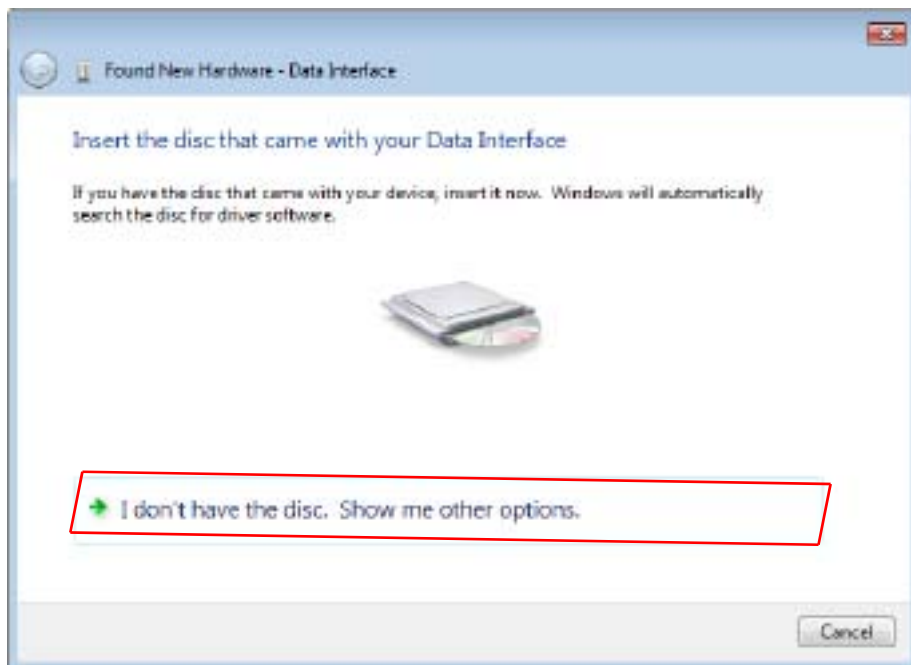 Found New Hardware - Data Interface
Insert the disc that came with your Data Interface
If you have the disc that came with your device, insert it now. Windows will automatically
search the disc for driver software.
I don't have the disc. Show me other options.
Cancel